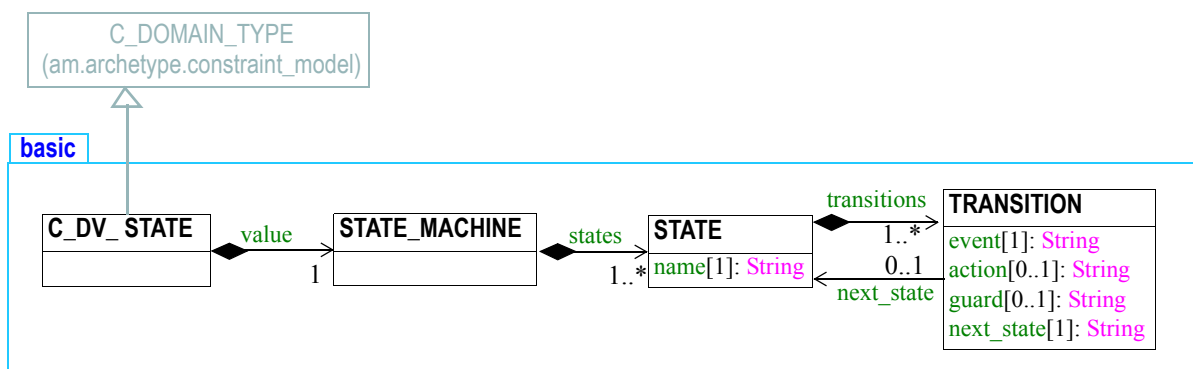 C_DOMAIN_TYPE
(am.archetype.constraint_model)
basic
C_DV_ STATE
value
1
STATE_MACHINE
states
1..*
STATE
name[1]: String
transitions
1..*
0..1
next_state
TRANSITION
event[1]: String
action[0..1]: String
guard[0..1]: String
next_state[1]: String